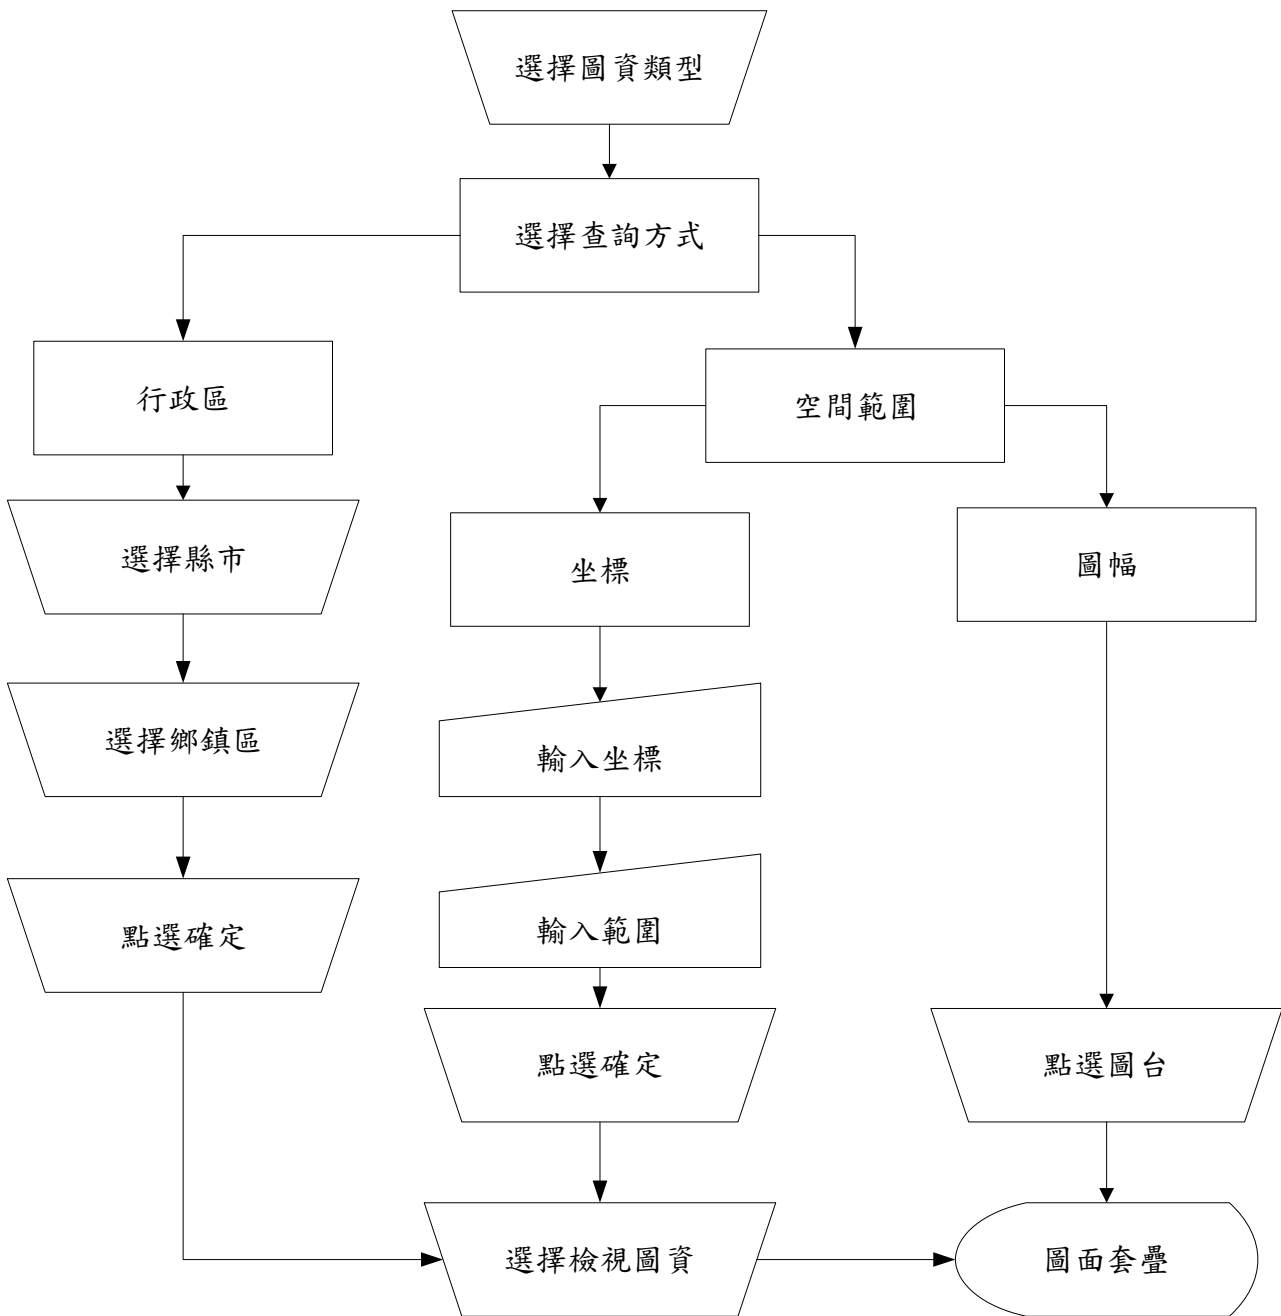 選擇圖資類型
選擇查詢方式
行政區
空間範圍
選擇縣市
坐標
圖幅
選擇鄉鎮區
輸入坐標
點選確定
輸入範圍
點選確定
點選圖台
選擇檢視圖資
圖面套疊